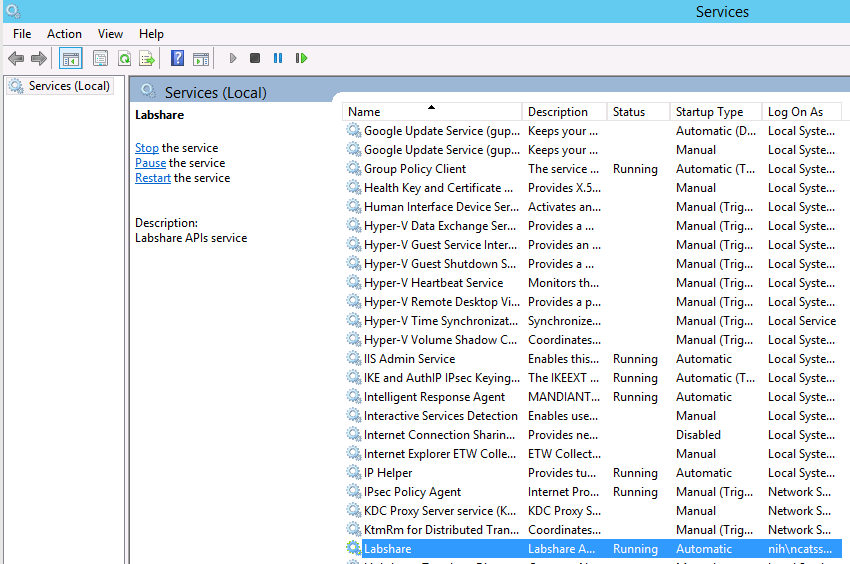 Services
File Action View Help
Services (Local)
Services (Local)
Labshare
Stop the service
Pause the service
Restart the service
Description:
Labshare APIs service
Name Description Status Startup Type Log On As
Google Update Service (gup... Keeps your ... Automatic (D... Local Syste...
Google Update Service (gup... Keeps your ... Manual Local Syste...
Group Policy Client The service ... Running Automatic (T... Local Syste...
Health Key and Certificate ... Provides X.5... Manual Local Syste...
Human Interface Device Ser... Activates an... Manual (Trig... Local Syste...
Hyper-V Data Exchange Ser... Provides a ... Manual (Trig... Local Syste...
Hyper-V Guest Service Inter... Provides an ... Manual (Trig... Local Syste...
Hyper-V Guest Shutdown S... Provides a ... Manual (Trig... Local Syste...
Hyper-V Heartbeat Service Monitors th... Manual (Trig... Local Syste...
Hyper-V Remote Desktop Vi... Provides a p... Manual (Trig... Local Syste...
Hyper-V Time Synchronizat... Synchronize... Manual (Trig... Local Service
Hyper-V Volume Shadow C... Coordinates... Manual (Trig... Local Syste...
IIS Admin Service Enables this... Running Automatic Local Syste...
IKE and AuthIP IPsec Keying... The IKEEXT ... Running Automatic (T... Local Syste...
Intelligent Response Agent MANDIANT... Running Automatic Local Syste...
Interactive Services Detection Enables use... Manual Local Syste...
Internet Connection Sharin... Provides ne... Disabled Local Syste...
Internet Explorer ETW Colle... ETW Collect... Manual Local Syste...
IP Helper Provides tu... Running Automatic Local Syste...
IPsec Policy Agent Internet Pro... Running Manual (Trig... Network S...
KDC Proxy Server service (K... KDC Proxy S... Manual Network S...
KtmRm for Distributed Tran... Coordinates... Manual (Trig... Network S...
Labshare Labshare A... Running Automatic nih\ncatss...